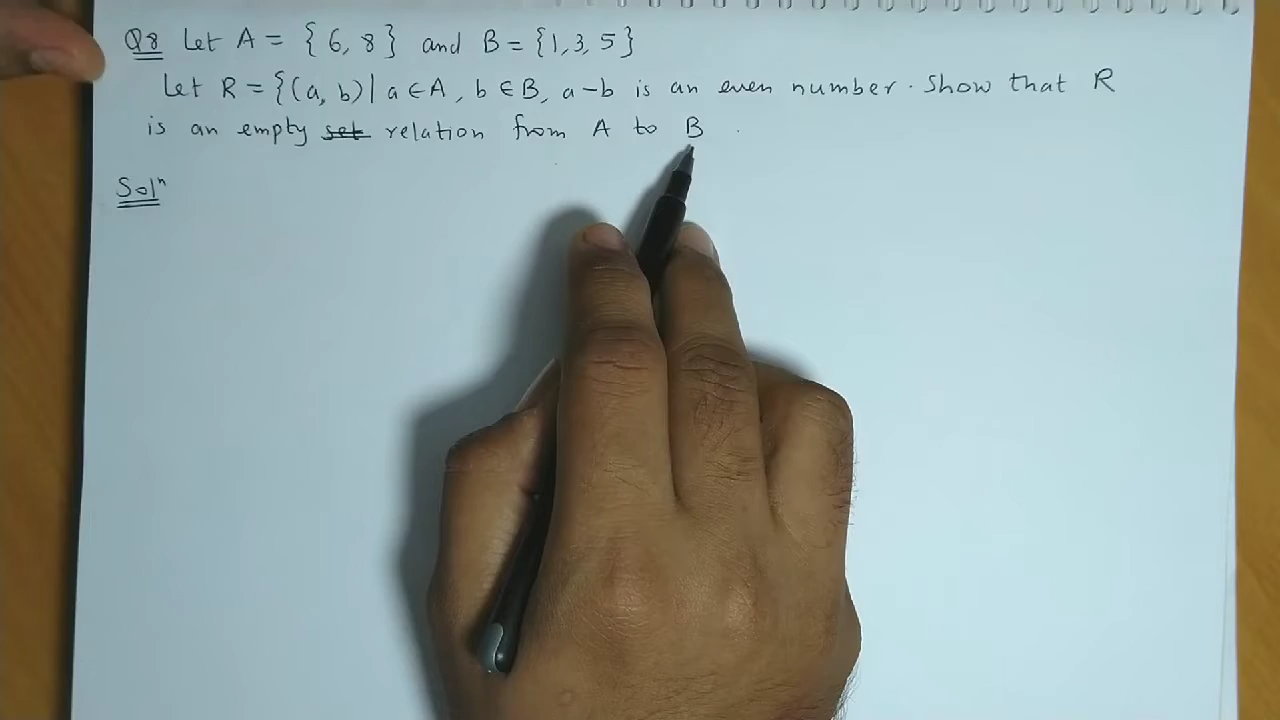 Q8 Let A = { 6, 8 } and B = {1, 3, 5 }
Let R = {(a, b) | a ∈ A, b ∈ B, a-b is an even number. Show that R
is an empty set relation from A to B
Solⁿ